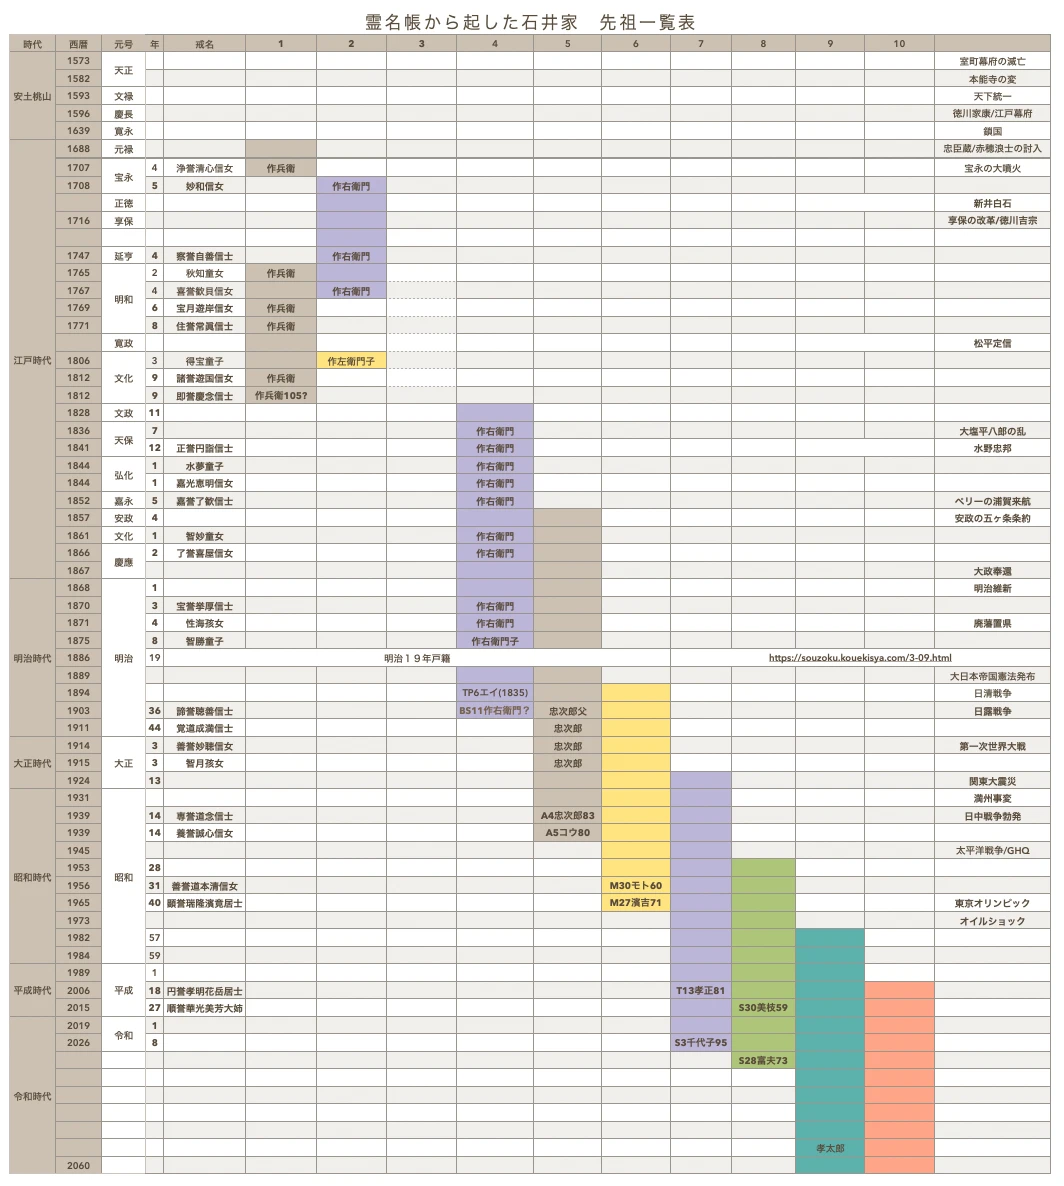 霊名帳から起した石井家　先祖一覧表
時代 西暦 元号 年 戒名 1 2 3 4 5 6 7 8 9 10
安土桃山 1573 天正 室町幕府の滅亡
1582 本能寺の変
1593 文禄 天下統一
1596 慶長 徳川家康/江戸幕府
1639 寛永 鎖国
江戸時代 1688 元禄 忠臣蔵/赤穂浪士の討入
1707 宝永 4 浄誉清心信女 作兵衛 宝永の大噴火
1708 5 妙和信女 作右衛門
正徳 新井白石
1716 享保 享保の改革/徳川吉宗
1747 延亨 4 察誉自善信士 作右衛門
1765 明和 2 秋知童女 作兵衛
1767 4 喜誉歓貝信女 作右衛門
1769 6 宝月遊岸信女 作兵衛
1771 8 住誉常眞信士 作兵衛
寛政 松平定信
1806 文化 3 得宝童子 作左衛門子
1812 9 諸誉遊国信女 作兵衛
1812 9 即誉慶念信士 作兵衛105?
1828 文政 11
1836 天保 7 作右衛門 大塩平八郎の乱
1841 12 正誉円諧信士 作右衛門 水野忠邦
1844 弘化 1 水夢童子 作右衛門
1844 1 嘉光恵明信女 作右衛門
1852 嘉永 5 嘉誉了歓信士 作右衛門 ペリーの浦賀来航
1857 安政 4 安政の五ヶ条条約
1861 文化 1 智妙童女 作右衛門
1866 慶應 2 了誉喜屋信女 作右衛門
1867 大政奉還
明治時代 1868 明治 1 明治維新
1870 3 宝誉挙厚信士 作右衛門
1871 4 性海孩女 作右衛門 廃藩置県
1875 8 智勝童子 作右衛門子
1886 19 明治１９年戸籍 https://souzoku.kouekisya.com/3-09.html
1889 大日本帝国憲法発布
1894 TP6エイ(1835) 日清戦争
1903 36 諦誉聴善信士 BS11作右衛門？ 忠次郎父 日露戦争
1911 44 覚道成満信士 忠次郎
大正時代 1914 大正 3 善誉妙聴信女 忠次郎 第一次世界大戦
1915 3 智月孩女 忠次郎
1924 13 関東大震災
昭和時代 1931 昭和 満州事変
1939 14 専誉道念信士 A4忠次郎83 日中戦争勃発
1939 14 養誉誠心信女 A5コウ80
1945 太平洋戦争/GHQ
1953 28
1956 31 善誉道本清信女 M30モト60
1965 40 願誉瑞隆濱竟居士 M27濱吉71 東京オリンピック
1973 オイルショック
1982 57
1984 59
平成時代 1989 平成 1
2006 18 円誉孝明花岳居士 T13孝正81
2015 27 順誉華光美芳大姉 S30美枝59
令和時代 2019 令和 1
2026 8 S3千代子95
S28富夫73
孝太郎
2060